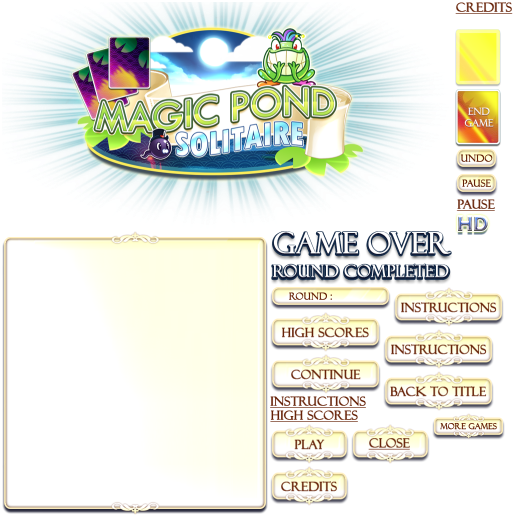 CREDITS
MAGIC POND
SOLITAIRE
END
GAME
UNDO
PAUSE
PAUSE
HD
GAME OVER
ROUND COMPLETED
ROUND :
INSTRUCTIONS
HIGH SCORES
INSTRUCTIONS
CONTINUE
BACK TO TITLE
INSTRUCTIONS
HIGH SCORES
MORE GAMES
PLAY
CLOSE
CREDITS